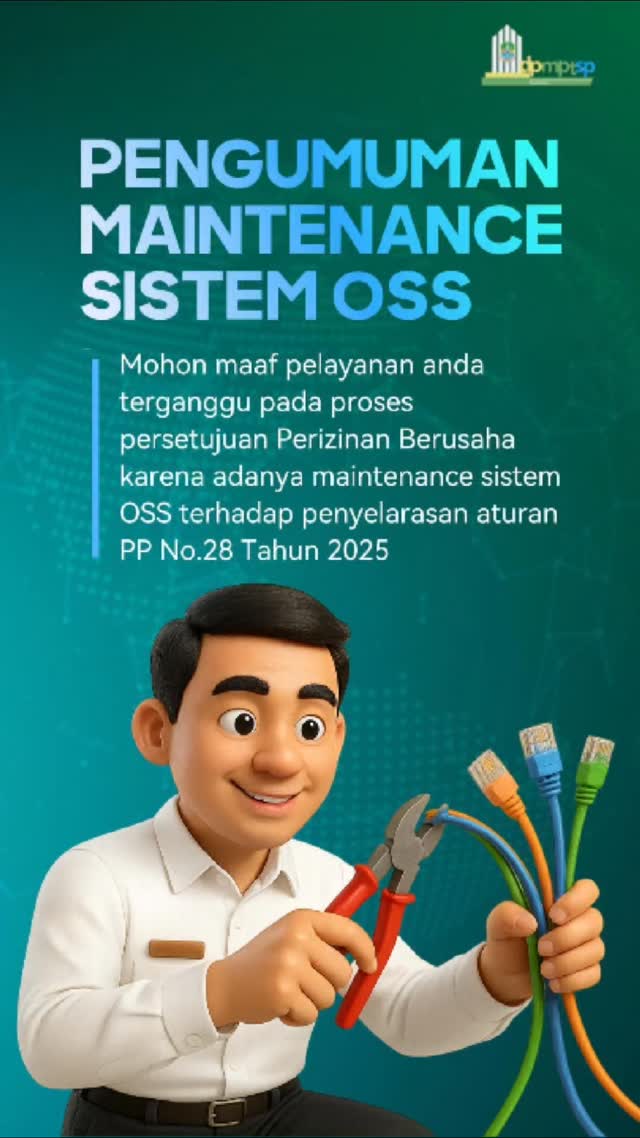 dpmptsp
PENGUMUMAN
MAINTENANCE
SISTEM OSS
Mohon maaf pelayanan anda
terganggu pada proses
persetujuan Perizinan Berusaha
karena adanya maintenance sistem
OSS terhadap penyelarasan aturan
PP No.28 Tahun 2025